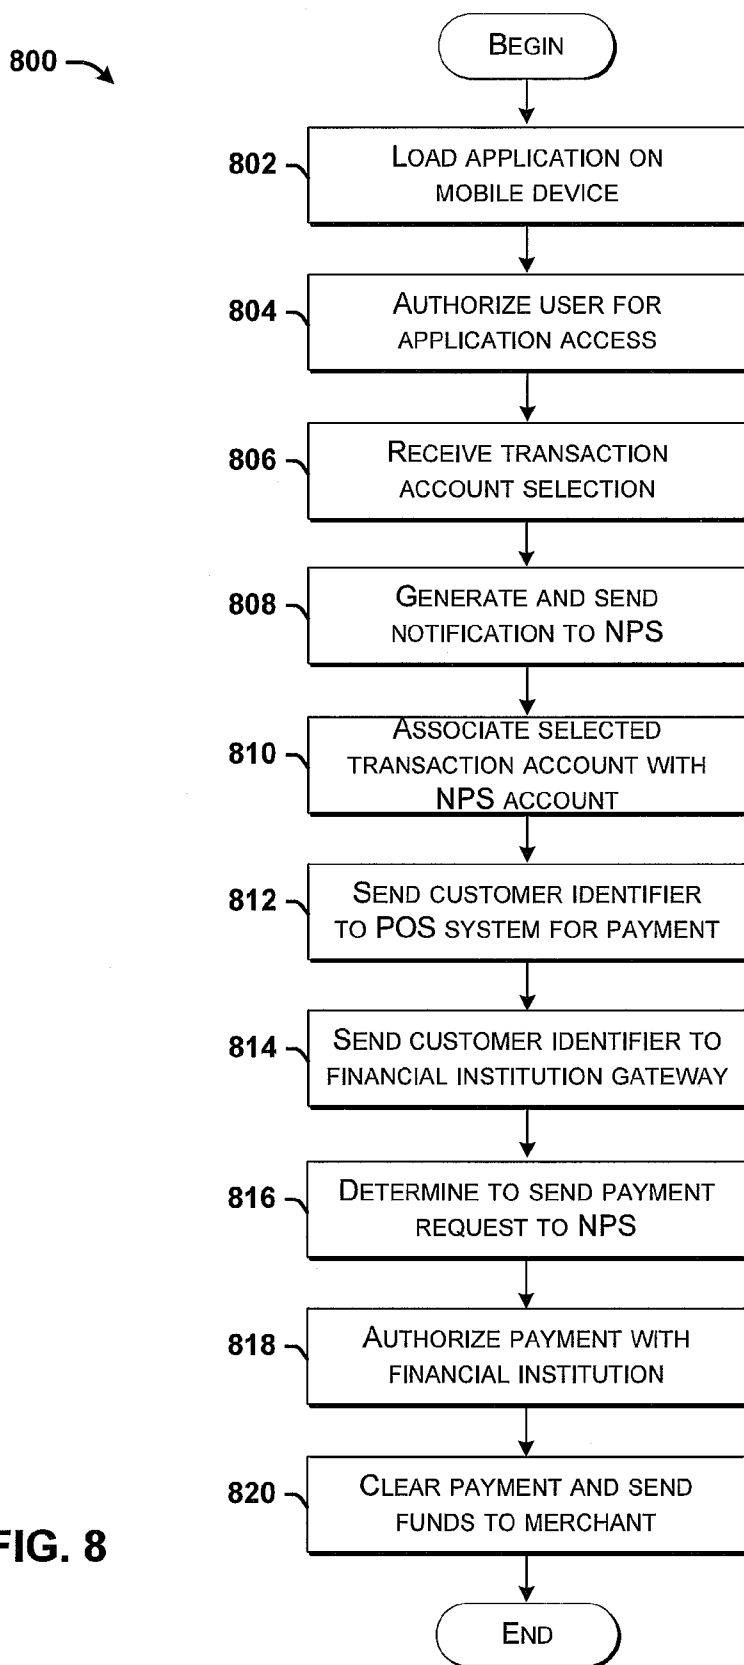 800
BEGIN
802
LOAD APPLICATION ON
MOBILE DEVICE
804
AUTHORIZE USER FOR
APPLICATION ACCESS
806
RECEIVE TRANSACTION
ACCOUNT SELECTION
808
GENERATE AND SEND
NOTIFICATION TO NPS
810
ASSOCIATE SELECTED
TRANSACTION ACCOUNT WITH
NPS ACCOUNT
812
SEND CUSTOMER IDENTIFIER
TO POS SYSTEM FOR PAYMENT
814
SEND CUSTOMER IDENTIFIER TO
FINANCIAL INSTITUTION GATEWAY
816
DETERMINE TO SEND PAYMENT
REQUEST TO NPS
818
AUTHORIZE PAYMENT WITH
FINANCIAL INSTITUTION
820
CLEAR PAYMENT AND SEND
FUNDS TO MERCHANT
FIG. 8
END